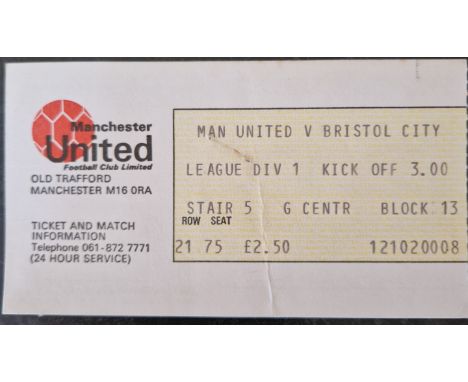 Manchester
United
Football Club Limited
OLD TRAFFORD
MANCHESTER M16 0RA
TICKET AND MATCH
INFORMATION
Telephone 061-872 7771
(24 HOUR SERVICE)
MAN UNITED V BRISTOL CITY
LEAGUE DIV 1 KICK OFF 3.00
STAIR 5 G CENTR BLOCK 13
ROW SEAT
21 75 £2.50 121020008